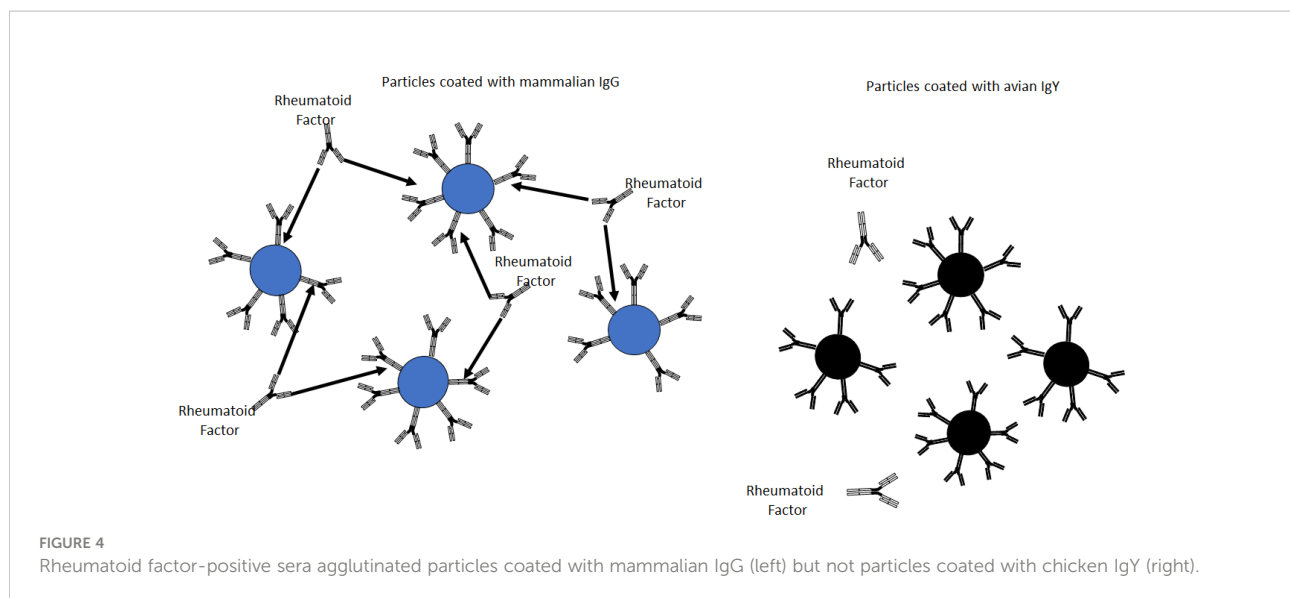 Particles coated with mammalian IgG
Rheumatoid
Factor
Rheumatoid
Factor
Rheumatoid
Factor
Rheumatoid
Factor
Particles coated with avian IgY
Rheumatoid
Factor
Rheumatoid
Factor
FIGURE 4
Rheumatoid factor-positive sera agglutinated particles coated with mammalian IgG (left) but not particles coated with chicken IgY (right).